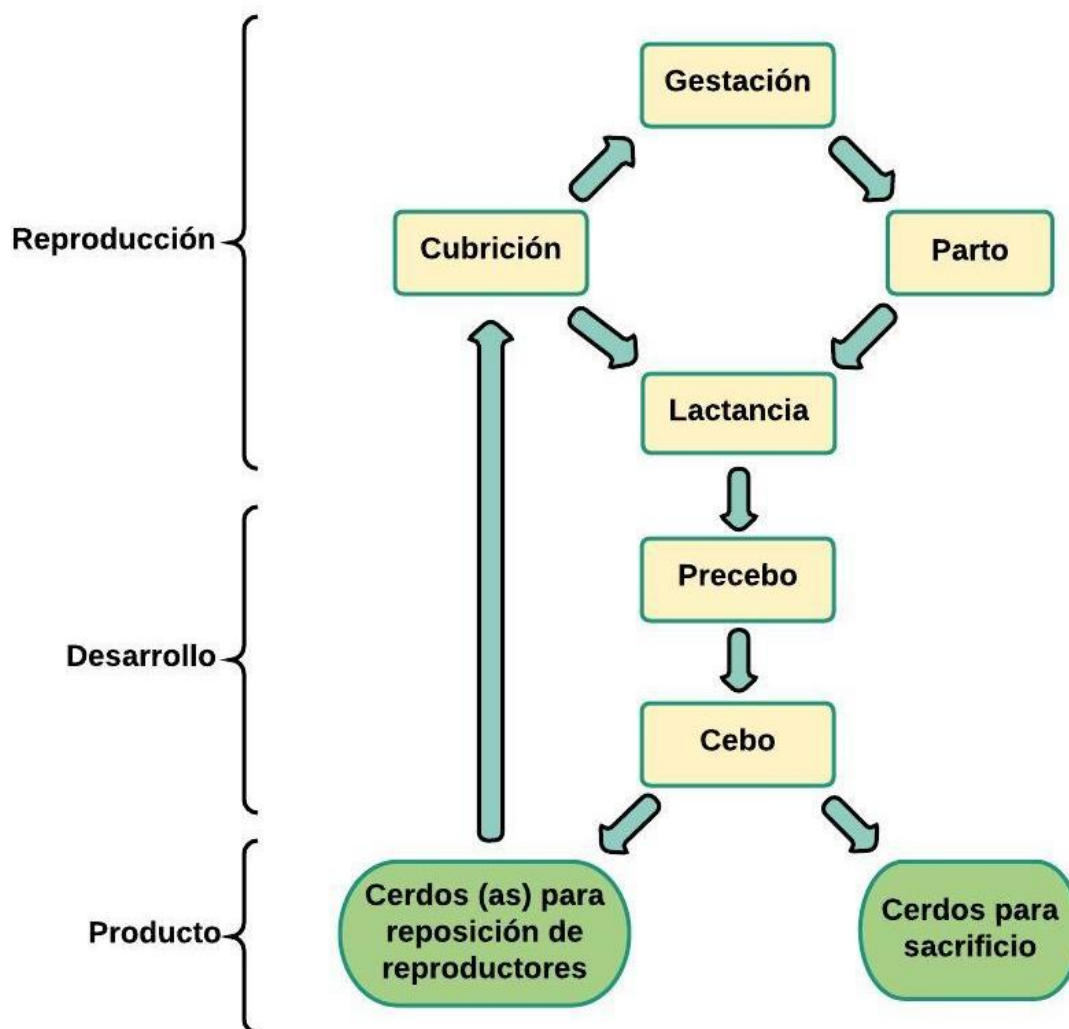 Gestación
Reproducción
Cubrición
Parto
Lactancia
Precebo
Desarrollo
Cebo
Producto
Cerdos (as) para
reposición de
reproductores
Cerdos para
sacrificio